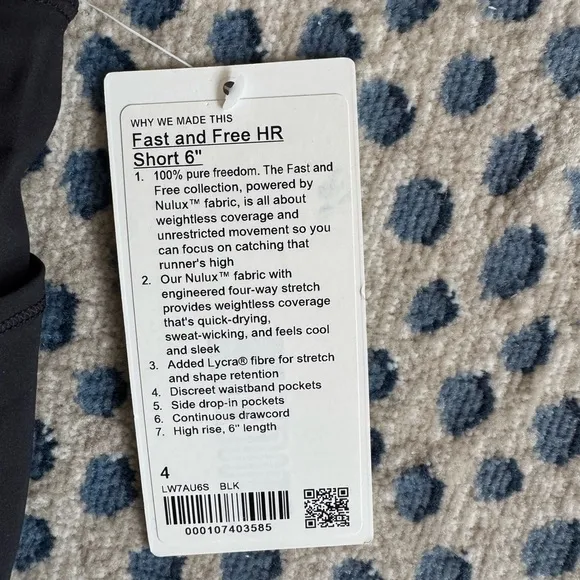 WHY WE MADE THIS
Fast and Free HR
Short 6"
1. 100% pure freedom. The Fast and
Free collection, powered by
Nulux™ fabric, is all about
weightless coverage and
unrestricted movement so you
can focus on catching that
runner's high
2. Our Nulux™ fabric with
engineered four-way stretch
provides weightless coverage
that's quick-drying,
sweat-wicking, and feels cool
and sleek
3. Added Lycra® fibre for stretch
and shape retention
4. Discreet waistband pockets
5. Side drop-in pockets
6. Continuous drawcord
7. High rise, 6" length
4
LW7AU6S BLK
000107403585